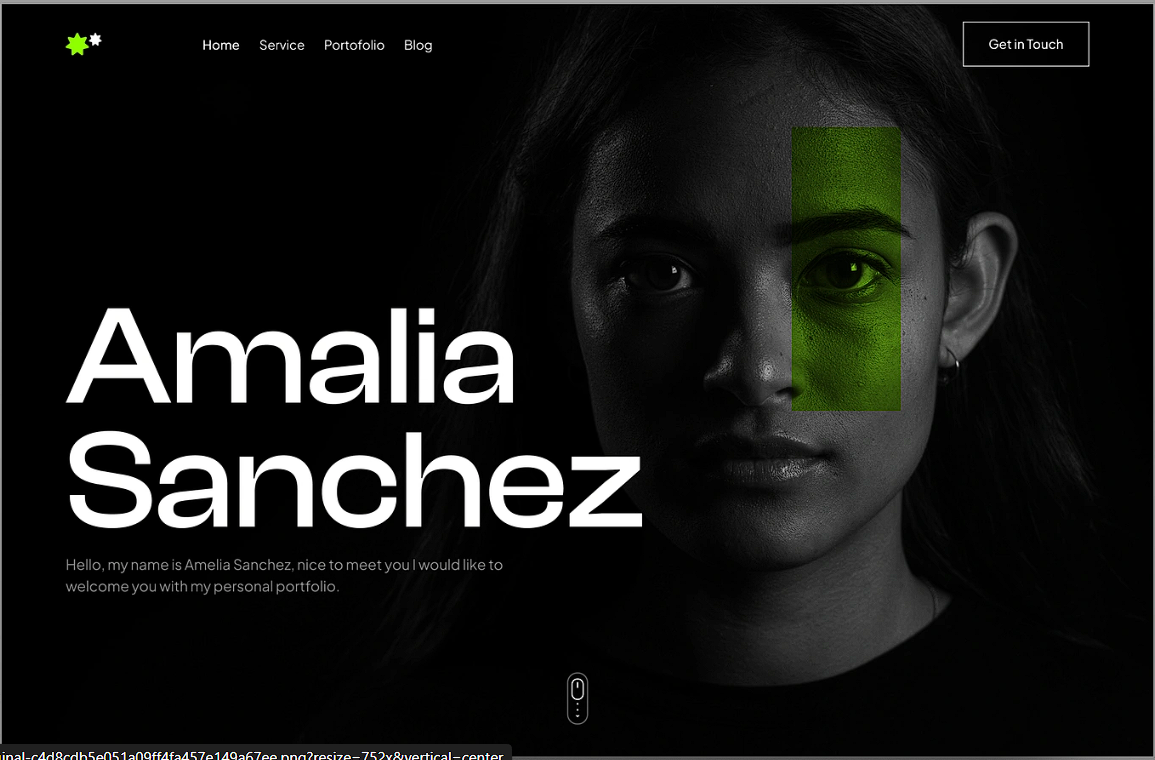 Home Service Portofolio Blog Get in Touch
Amalia
Sanchez
Hello, my name is Amelia Sanchez, nice to meet you I would like to
welcome you with my personal portfolio.
inal-c4d8cdb5e051a09ff4fa457e149a67ee.png?resize=752x&vertical=center